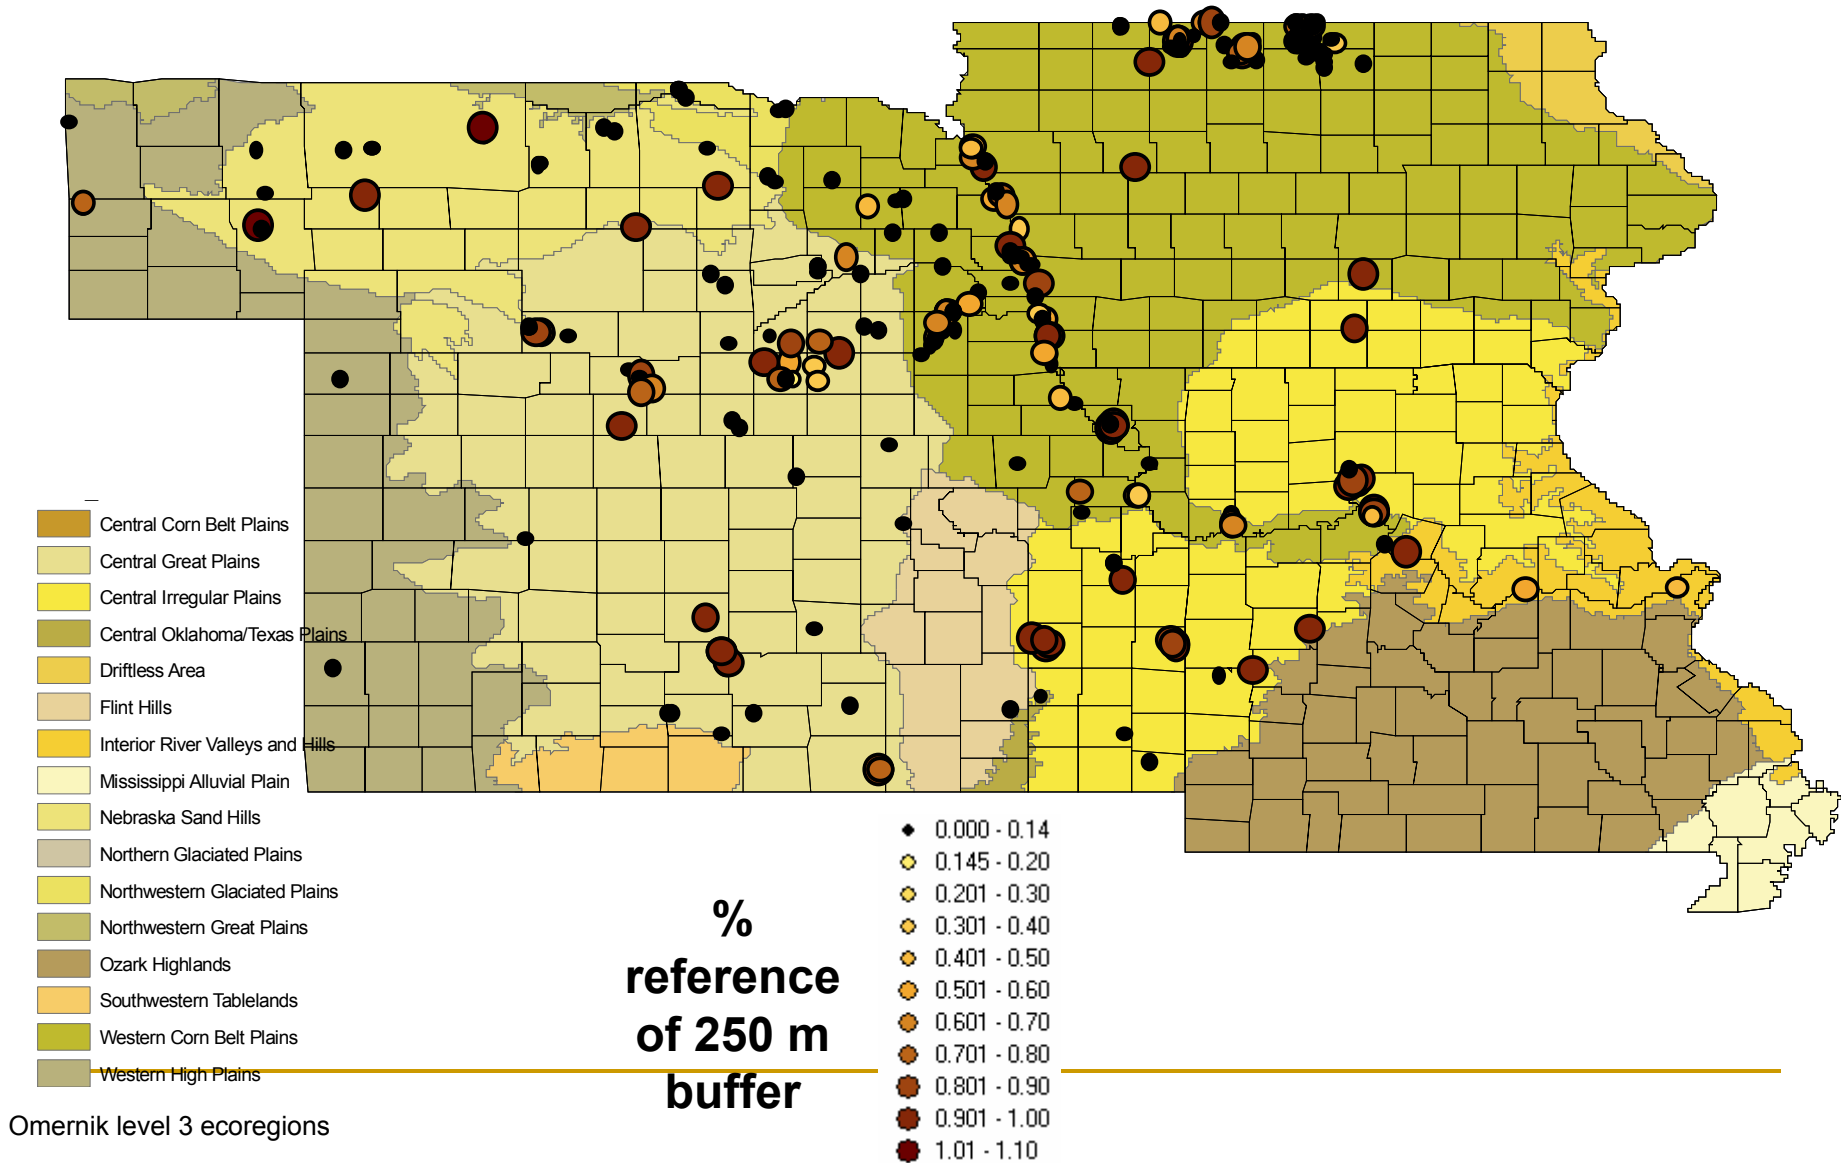 Central Corn Belt Plains
Central Great Plains
Central Irregular Plains
Central Oklahoma/Texas Plains
Driftless Area
Flint Hills
Interior River Valleys and Hills
Mississippi Alluvial Plain
Nebraska Sand Hills
Northern Glaciated Plains
Northwestern Glaciated Plains
Northwestern Great Plains
Ozark Highlands
Southwestern Tablelands
Western Corn Belt Plains
Western High Plains
Omernik level 3 ecoregions
%
reference
of 250 m
buffer
0.000 - 0.14
0.145 - 0.20
0.201 - 0.30
0.301 - 0.40
0.401 - 0.50
0.501 - 0.60
0.601 - 0.70
0.701 - 0.80
0.801 - 0.90
0.901 - 1.00
1.01 - 1.10